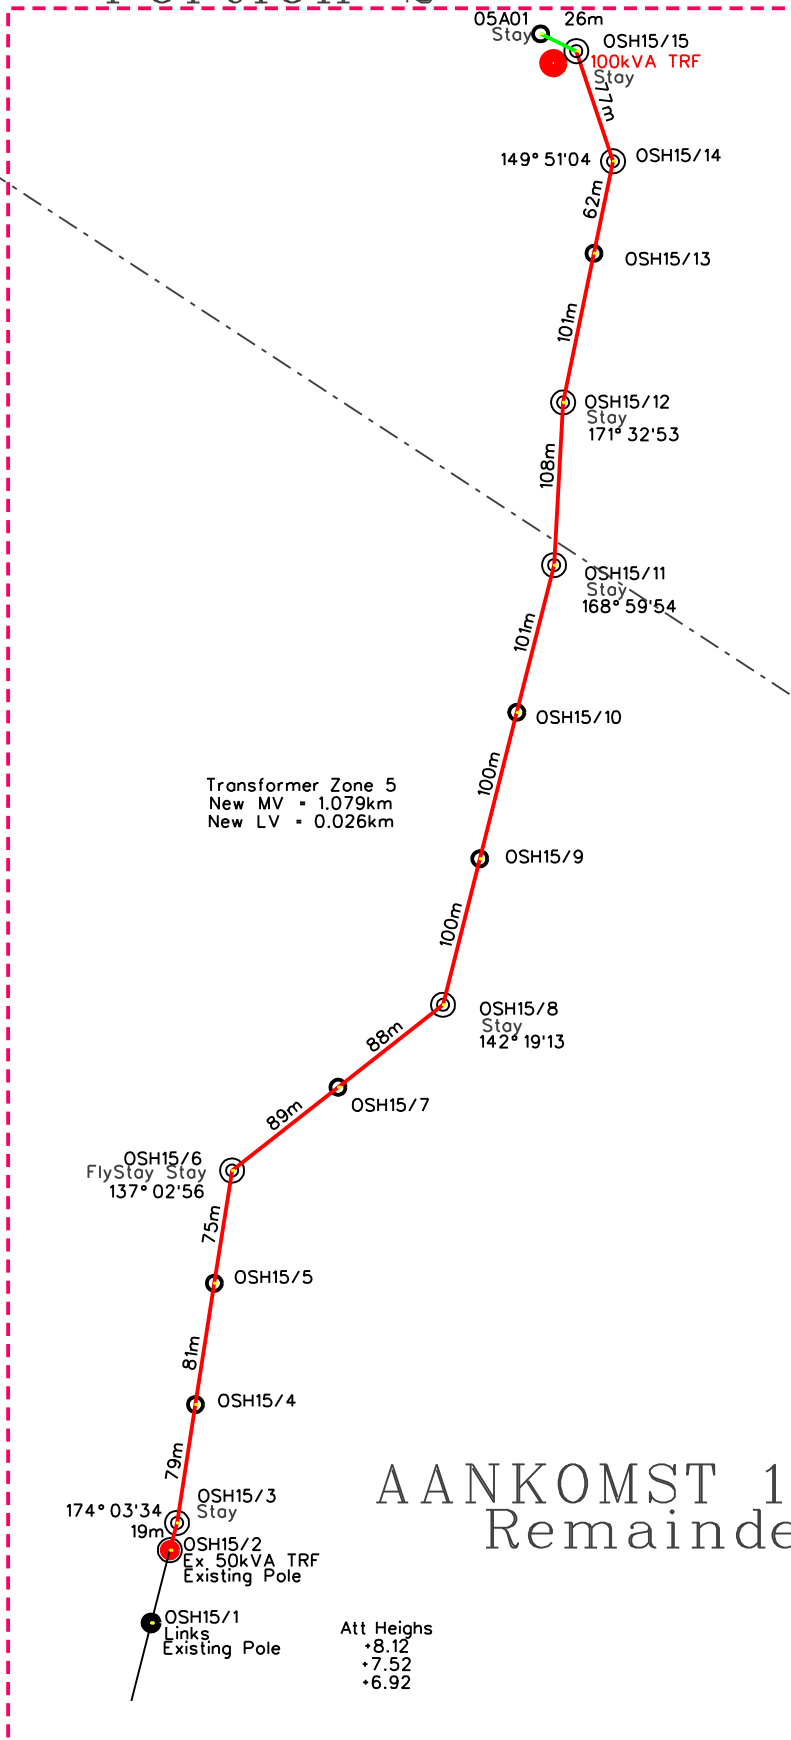 05A01 26m
Stay
OSH15/15
100kVA TRF
Stay
77m
149° 51'04 OSH15/14
62m
OSH15/13
101m
OSH15/12
Stay
171° 32'53
108m
OSH15/11
Stay
168° 59'54
101m
OSH15/10
100m
Transformer Zone 5
New MV = 1.079km
New LV = 0.026km
OSH15/9
100m
OSH15/8
Stay
142° 19'13
88m
OSH15/7
89m
OSH15/6
FlyStay Stay
137° 02'56
75m
OSH15/5
81m
OSH15/4
79m
AANKOMST 1
Remainde
OSH15/3
174° 03'34 Stay
19m
OSH15/2
Ex 50kVA TRF
Existing Pole
OSH15/1
Links
Existing Pole
Att Heighs
+8.12
+7.52
+6.92